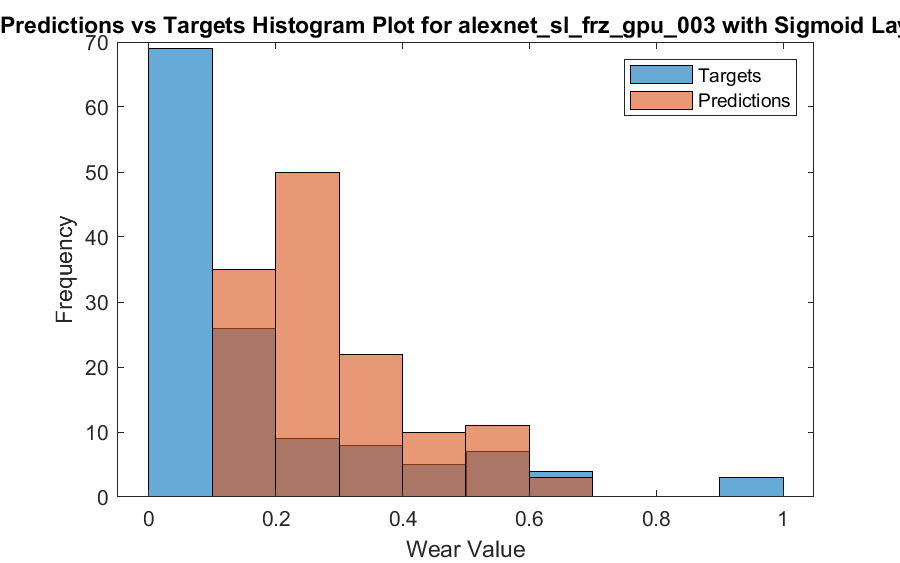 Predictions vs Targets Histogram Plot for alexnet_sl_frz_gpu_003 with Sigmoid Lay
Targets
Predictions
70
60
50
40
30
20
10
0
Frequency
0 0.2 0.4 0.6 0.8 1
Wear Value